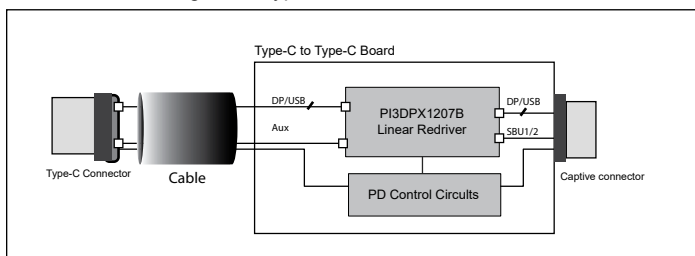 Type-C to Type-C Board
DP/USB
PI3DPX1207B
Linear Redriver
DP/USB
Aux
SBU1/2
Type-C Connector
Cable
PD Control Circuits
Captive connector